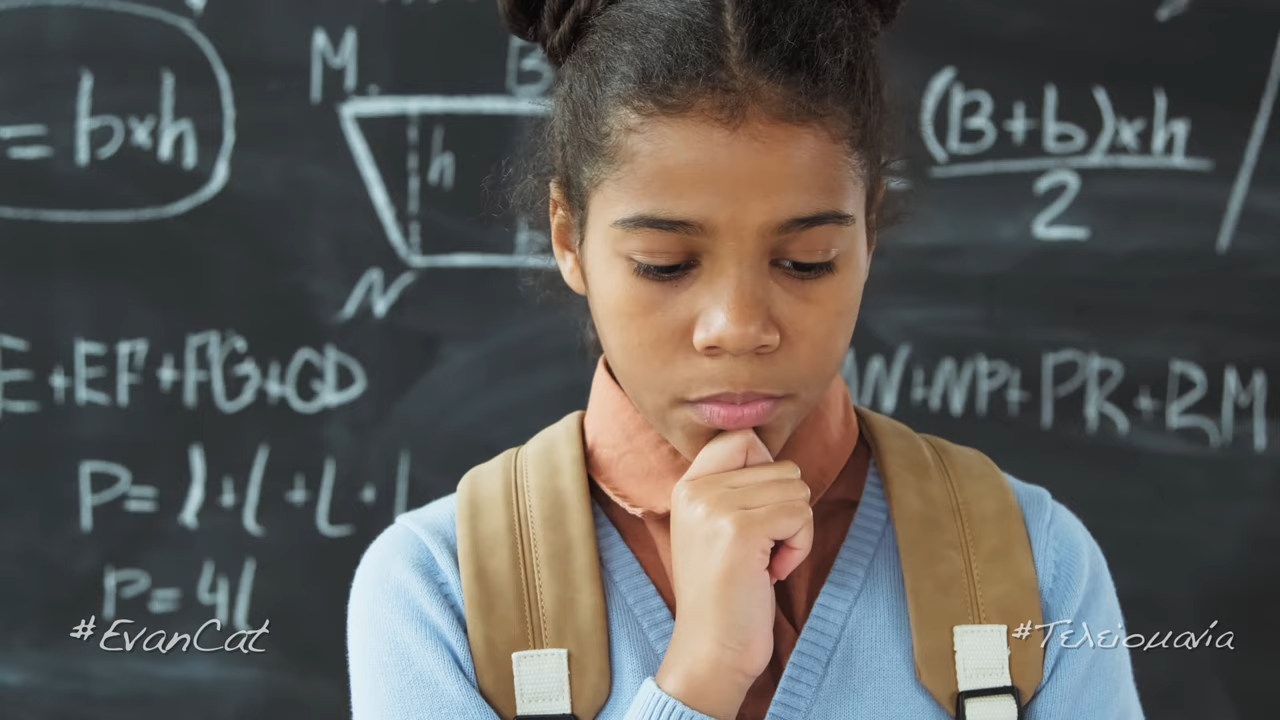 M B
= b×h
h
(B+b)×h
2
N
E+EF+FG+GD
N+NP+PR+RM+
P= l+l+l+l
P= 4l
#EvanCat
#Τελειομανία